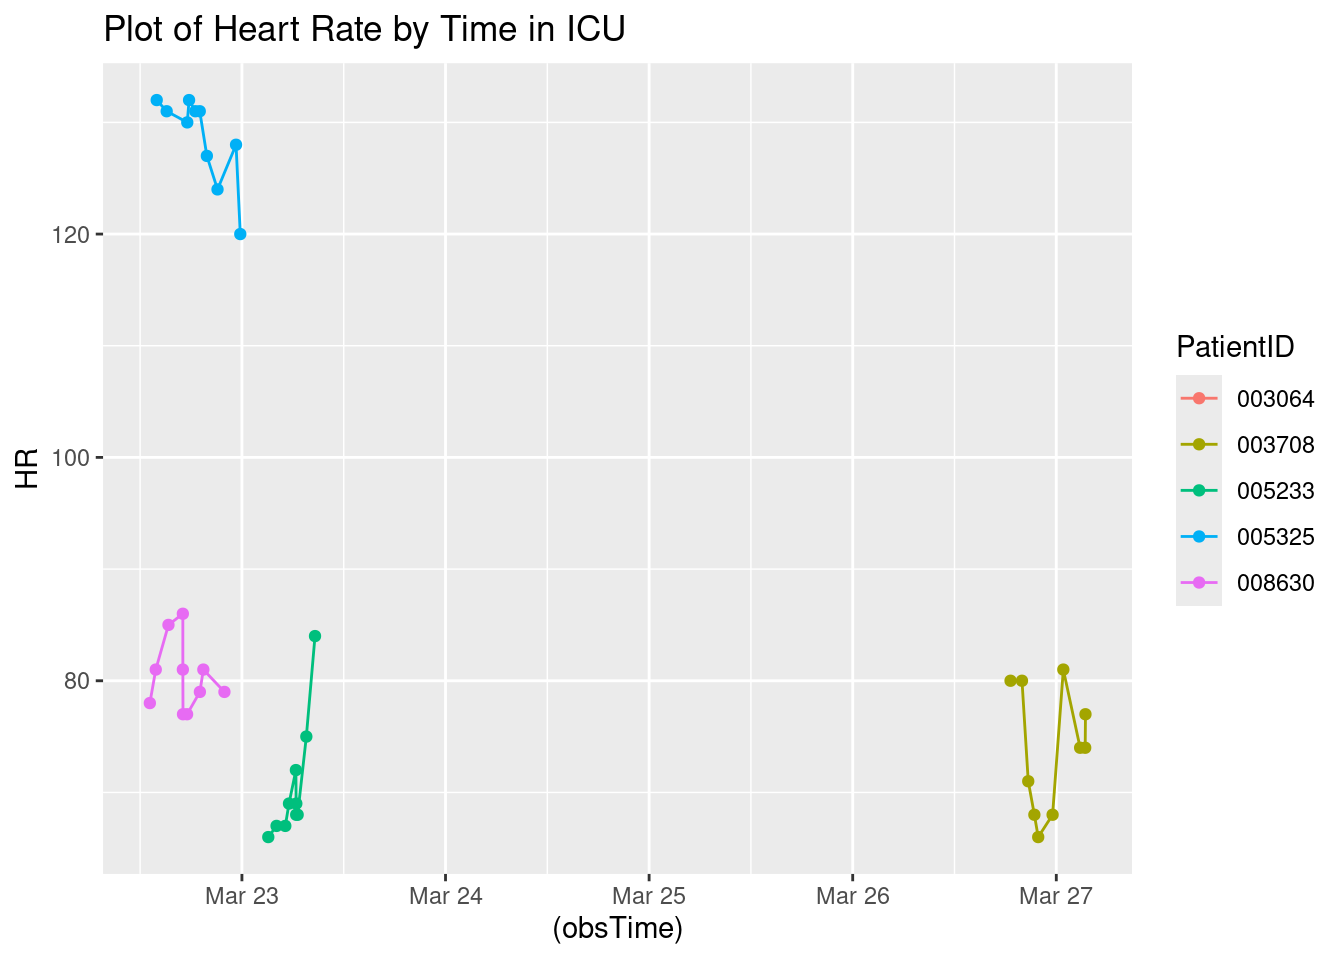 Plot of Heart Rate by Time in ICU
HR
120
100
80
Mar 23
Mar 24
Mar 25
Mar 26
Mar 27
(obsTime)
PatientID
003064
003708
005233
005325
008630